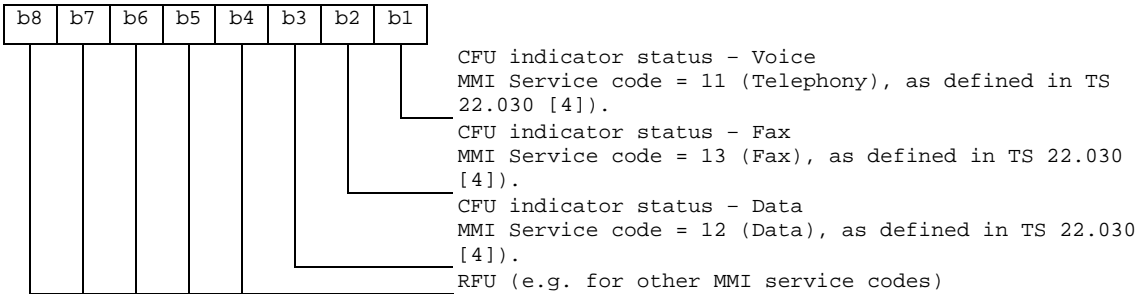 b8 b7 b6 b5 b4 b3 b2 b1
CFU indicator status – Voice
MMI Service code = 11 (Telephony), as defined in TS
22.030 [4]).
CFU indicator status – Fax
MMI Service code = 13 (Fax), as defined in TS 22.030
[4]).
CFU indicator status – Data
MMI Service code = 12 (Data), as defined in TS 22.030
[4]).
RFU (e.g. for other MMI service codes)